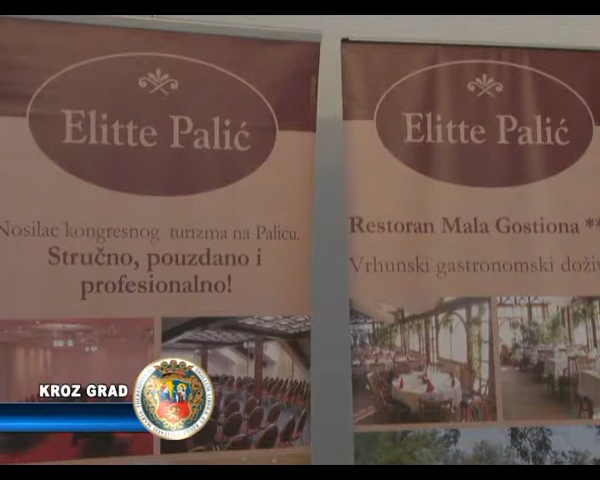 Elitte Palić
Nosilac kongresnog turizma na Paliću.
Stručno, pouzdano i
profesionalno!
Elitte Palić
Restoran Mala Gostiona **
Vrhunski gastronomski doživ
KROZ GRAD